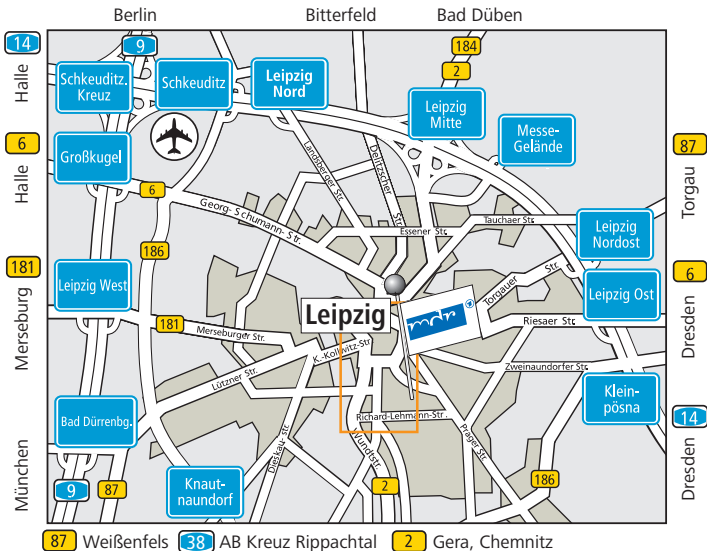 Berlin
Bitterfeld
Bad Düben
14
Halle
9
184
2
Schkeuditz.
Kreuz
Schkeuditz
Leipzig
Nord
Leipzig
Mitte
Messe-
Gelände
6
Halle
Großkugel
87
Torgau
Landsberger Str.
Delitzscher
Str.
6
Georg-Schumann-Str.
Essener Str.
Tauchaer Str.
Leipzig
Nordost
186
181
Merseburg
Leipzig West
Torgauer
Str.
Leipzig Ost
6
Dresden
Leipzig
mdr
181
Merseburger Str.
Riesaer Str.
K.-Kollwitz-Str.
Lützner Str.
Zweinaundorfer Str.
Klein-
pösna
Bad Dürrenbg.
Richard-Lehmann-Str.
14
Dresden
Dieskau-str.
Wundtstr.
Prager Str.
München
9
87
Knaut-
naundorf
2
186
87 Weißenfels 38 AB Kreuz Rippachtal 2 Gera, Chemnitz